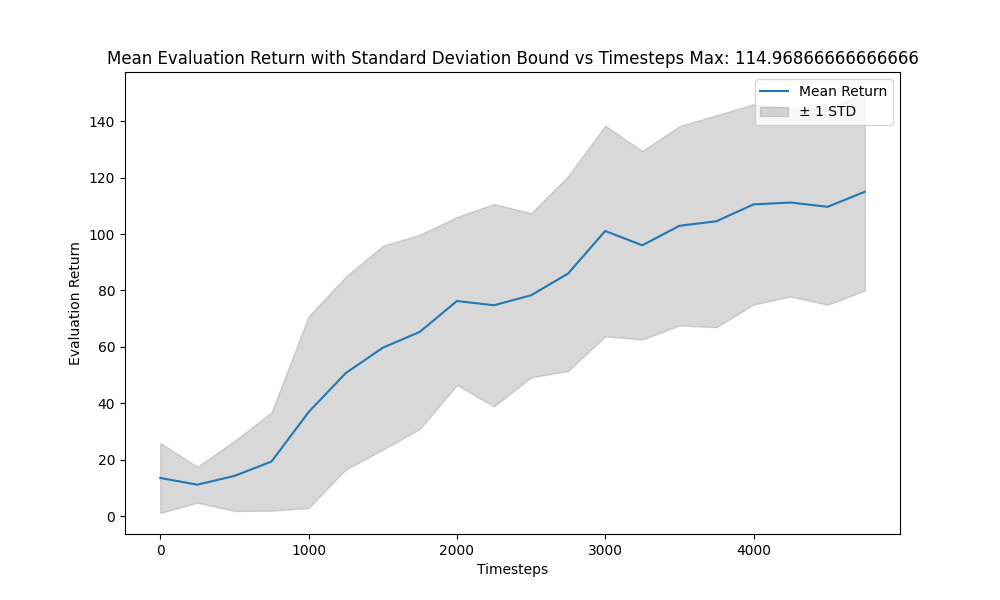 Mean Evaluation Return with Standard Deviation Bound vs Timesteps Max: 114.96866666666666
Mean Return
± 1 STD
140
120
100
80
60
40
20
0
Evaluation Return
0 1000 2000 3000 4000
Timesteps